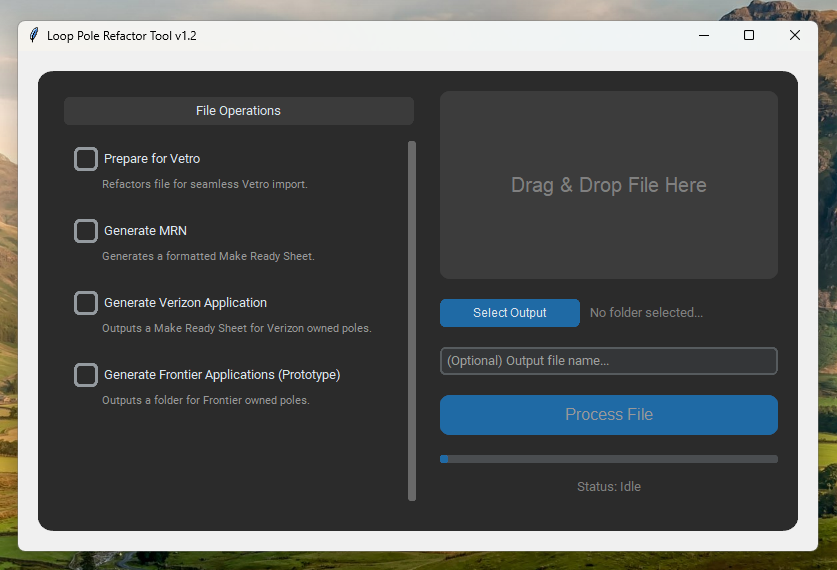 Loop Pole Refactor Tool v1.2
File Operations
Prepare for Vetro
Refactors file for seamless Vetro import.
Generate MRN
Generates a formatted Make Ready Sheet.
Generate Verizon Application
Outputs a Make Ready Sheet for Verizon owned poles.
Generate Frontier Applications (Prototype)
Outputs a folder for Frontier owned poles.
Drag & Drop File Here
Select Output
No folder selected...
(Optional) Output file name...
Process File
Status: Idle